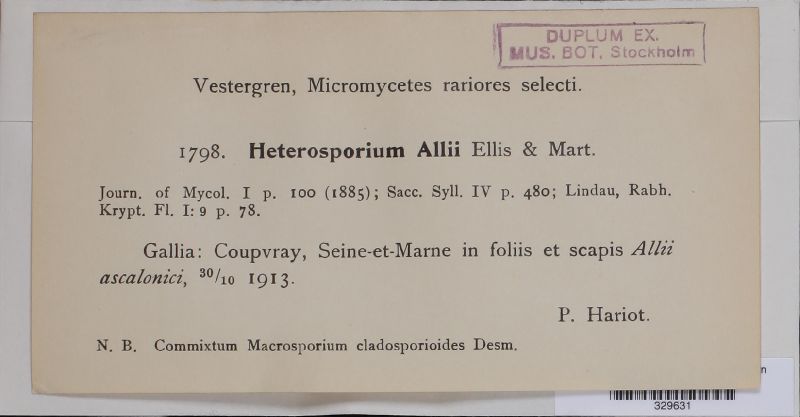 DUPLUM EX.
MUS. BOT. Stockholm
Vestergren, Micromycetes rariores selecti.
1798. Heterosporium Allii Ellis & Mart.
Journ. of Mycol. I p. 100 (1885); Sacc. Syll. IV p. 480; Lindau, Rabh.
Krypt. Fl. I: 9 p. 78.
Gallia: Coupvray, Seine-et-Marne in foliis et scapis Allii
ascalonici, 30/10 1913.
P. Hariot.
N. B. Commixtum Macrosporium cladosporioides Desm.
329631